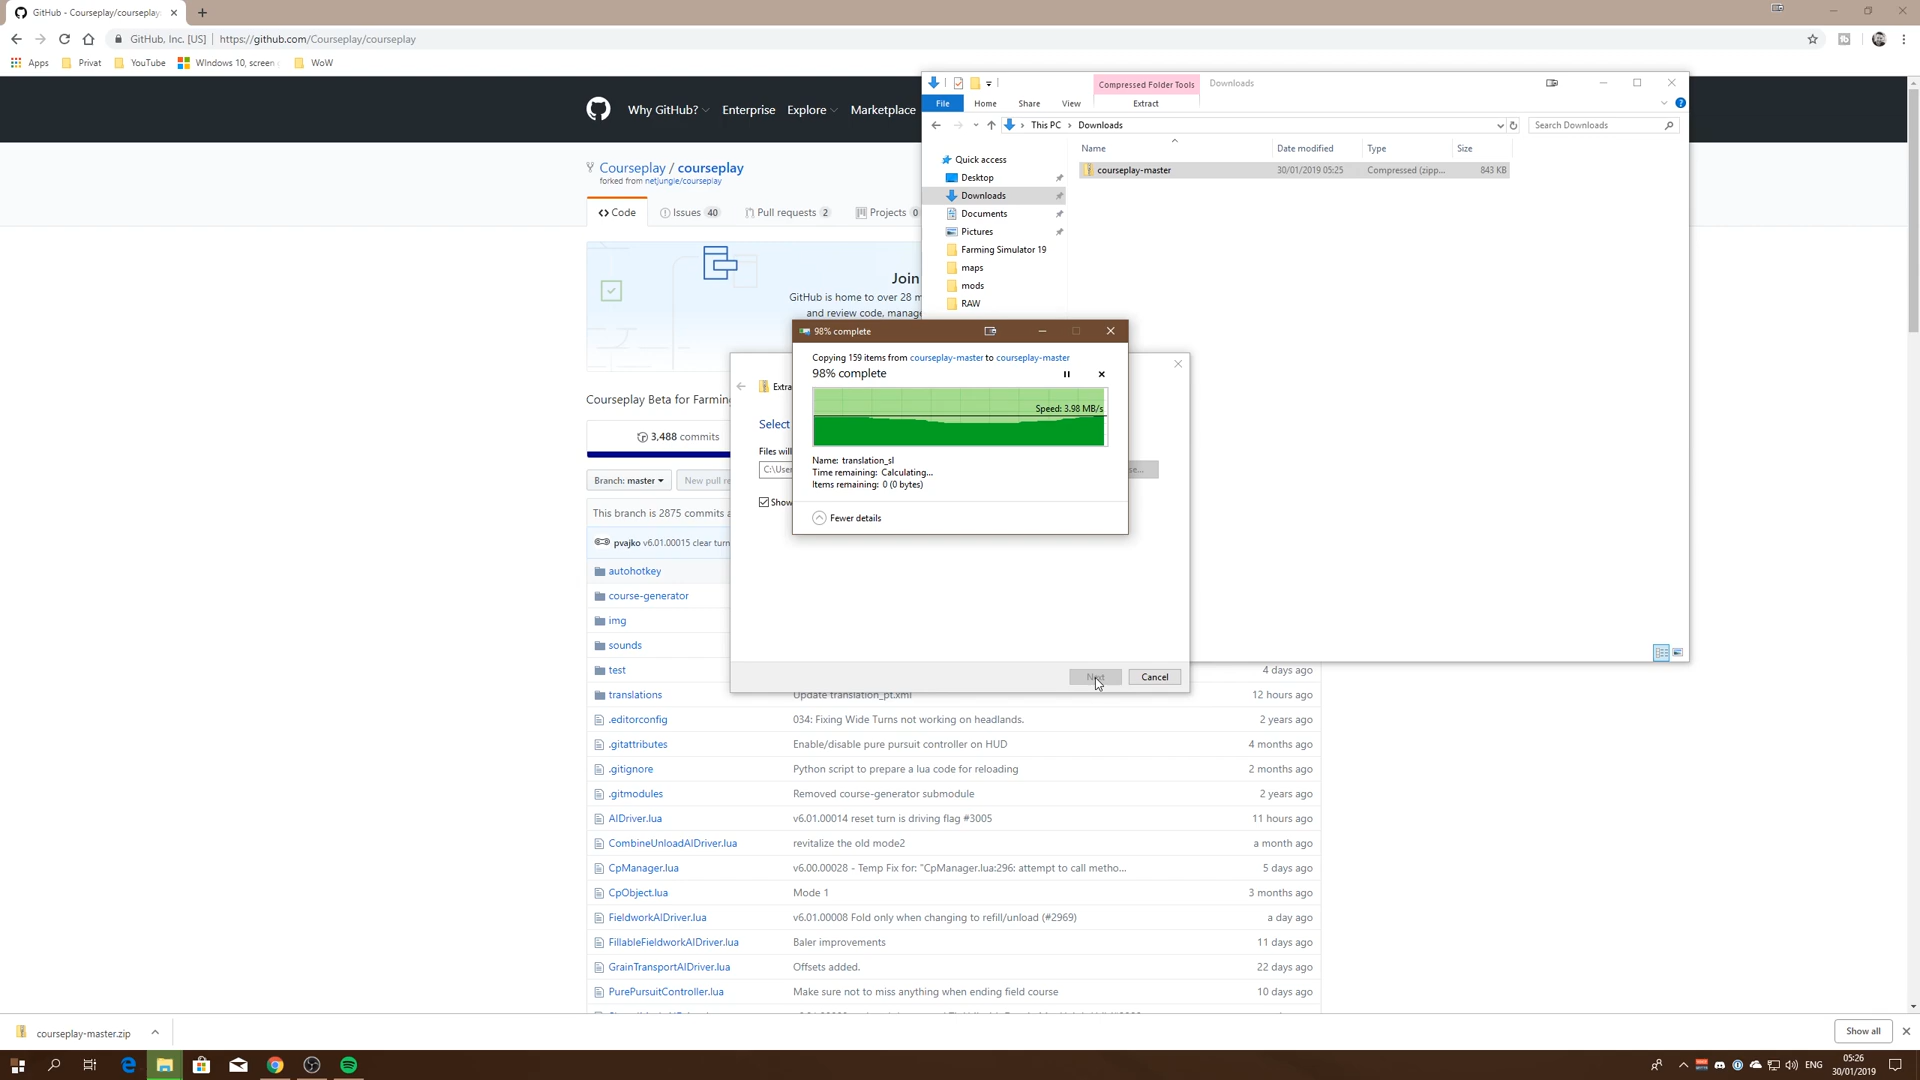 GitHub - Courseplay/courseplay:
GitHub, Inc. [US] | https://github.com/Courseplay/courseplay
Apps Privat YouTube WIndows 10, screen WoW
Compressed Folder Tools Downloads
File Home Share View Extract
This PC Downloads Search Downloads
Name Date modified Type Size
courseplay-master 30/01/2019 05:25 Compressed (zipp... 843 KB
Quick access
Desktop
Downloads
Documents
Pictures
Farming Simulator 19
maps
mods
RAW
Why GitHub? Enterprise Explore Marketplace
Courseplay / courseplay
forked from netjungle/courseplay
Code Issues 40 Pull requests 2 Projects 0
Join
GitHub is home to over 28 m
and review code, manage
98% complete
Copying 159 items from courseplay-master to courseplay-master
98% complete
Speed: 3.98 MB/s
Name: translation_sl
Time remaining: Calculating...
Items remaining: 0 (0 bytes)
Fewer details
Extra
Select
Files will
C:\User
Show
Next Cancel
Courseplay Beta for Farming
3,488 commits
Branch: master New pull re
This branch is 2875 commits a
pvajko v6.01.00015 clear turn
autohotkey
course-generator
img
sounds
test 4 days ago
translations Update translation_pt.xml 12 hours ago
.editorconfig 034: Fixing Wide Turns not working on headlands. 2 years ago
.gitattributes Enable/disable pure pursuit controller on HUD 4 months ago
.gitignore Python script to prepare a lua code for reloading 2 months ago
.gitmodules Removed course-generator submodule 2 years ago
AIDriver.lua v6.01.00014 reset turn is driving flag #3005 11 hours ago
CombineUnloadAIDriver.lua revitalize the old mode2 a month ago
CpManager.lua v6.00.00028 - Temp Fix for: "CpManager.lua:296: attempt to call metho... 5 days ago
CpObject.lua Mode 1 3 months ago
FieldworkAIDriver.lua v6.01.00008 Fold only when changing to refill/unload (#2969) a day ago
FillableFieldworkAIDriver.lua Baler improvements 11 days ago
GrainTransportAIDriver.lua Offsets added. 22 days ago
PurePursuitController.lua Make sure not to miss anything when ending field course 10 days ago
courseplay-master.zip Show all
ENG 05:26
30/01/2019